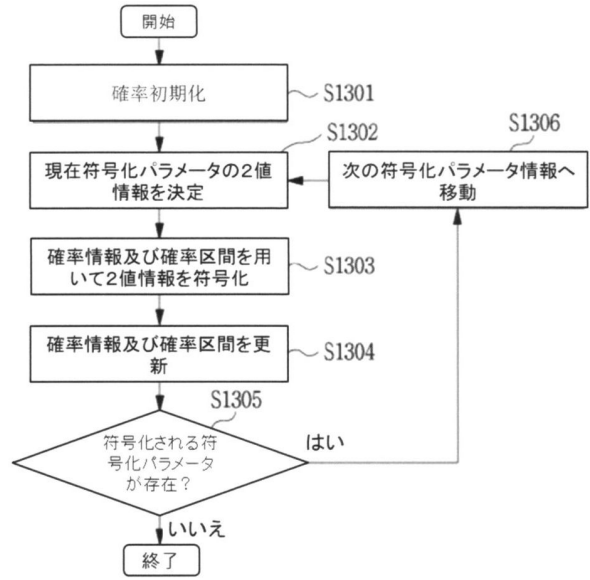 開始
確率初期化
S1301
S1302
S1306
現在符号化パラメータの2値
情報を決定
次の符号化パラメータ情報へ
移動
確率情報及び確率区間を用
いて2値情報を符号化
S1303
確率情報及び確率区間を更
新
S1304
S1305
符号化される符
号化パラメータ
が存在?
はい
いいえ
終了